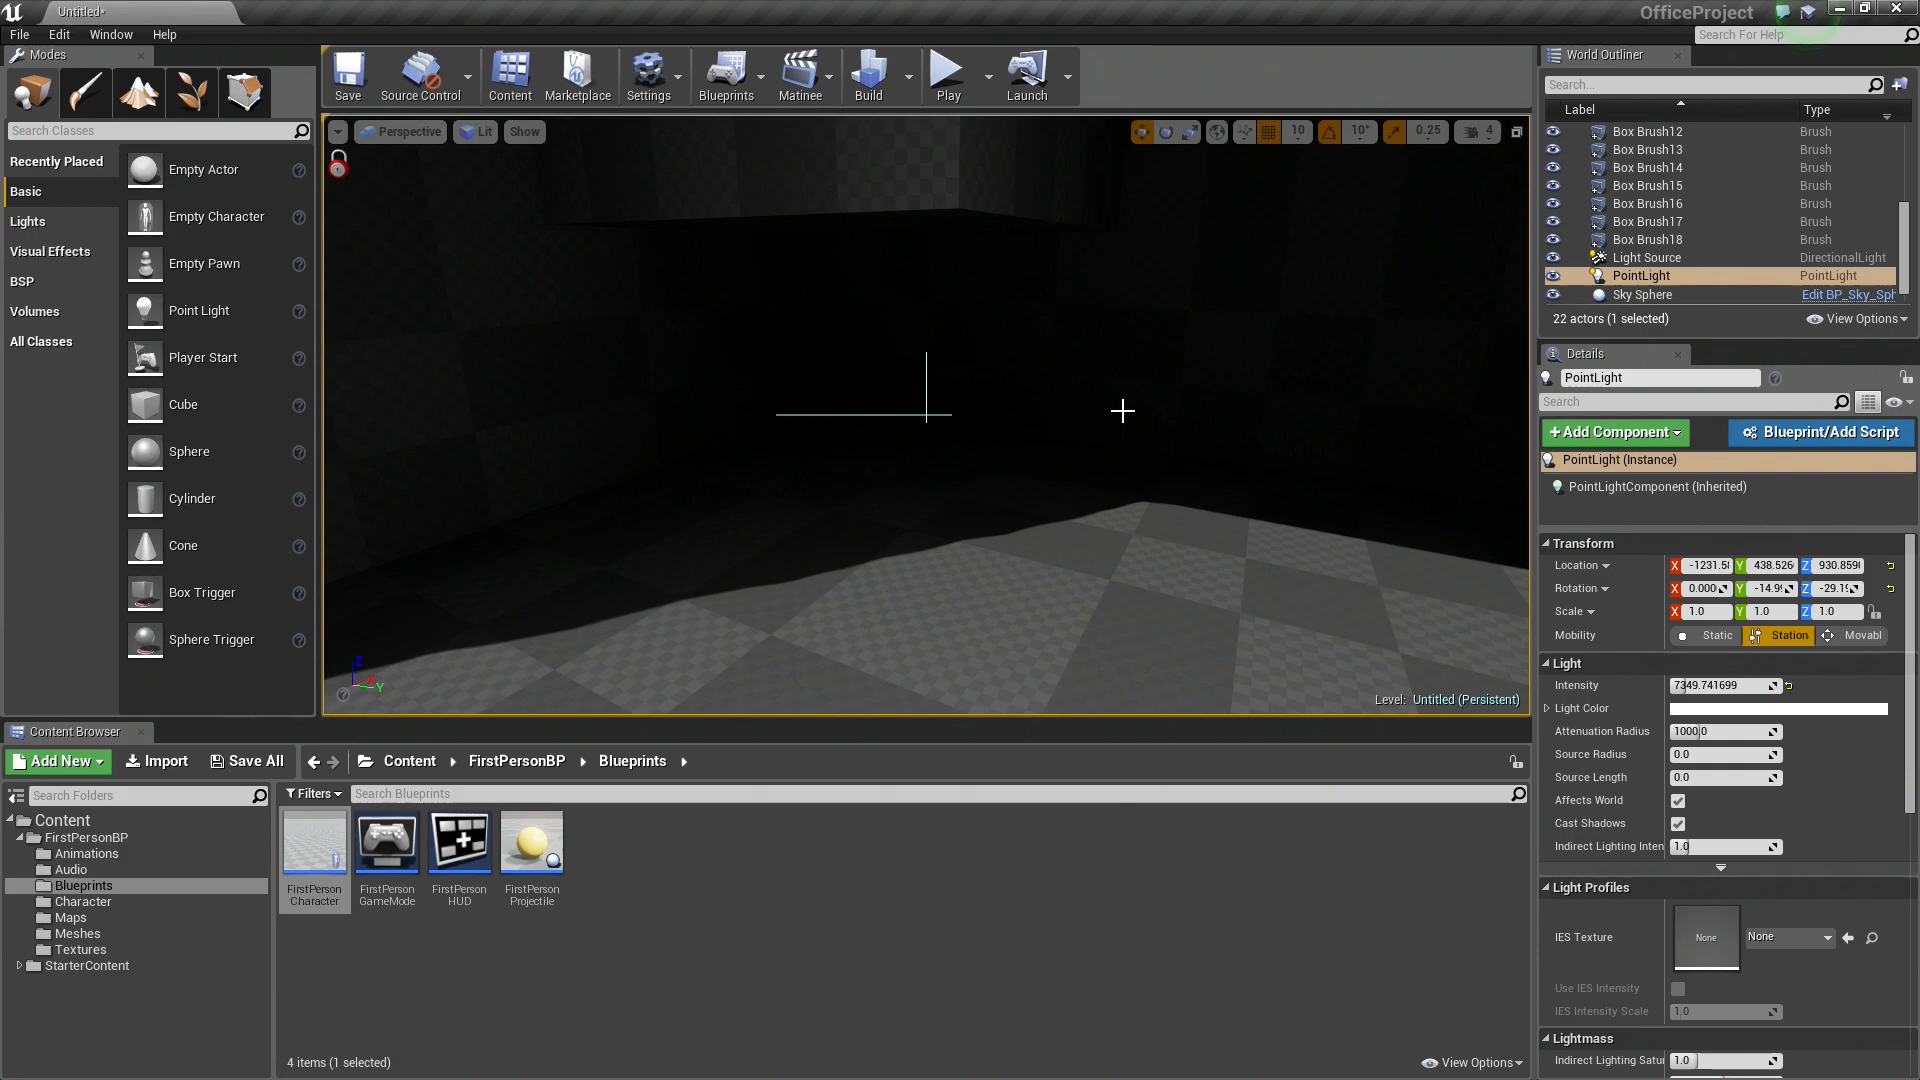 Untitled*
OfficeProject
File Edit Window Help
Search For Help
Modes
Search Classes
Recently Placed
Basic
Lights
Visual Effects
BSP
Volumes
All Classes
Empty Actor
Empty Character
Empty Pawn
Point Light
Player Start
Cube
Sphere
Cylinder
Cone
Box Trigger
Sphere Trigger
Save
Source Control
Content
Marketplace
Settings
Blueprints
Matinee
Build
Play
Launch
Perspective Lit Show
10 10° 0.25 4
Level: Untitled (Persistent)
Z
X
Y
World Outliner
Search...
Label Type
Box Brush12 Brush
Box Brush13 Brush
Box Brush14 Brush
Box Brush15 Brush
Box Brush16 Brush
Box Brush17 Brush
Box Brush18 Brush
Light Source DirectionalLight
PointLight PointLight
Sky Sphere Edit BP_Sky_Sph
22 actors (1 selected) View Options
Details
PointLight
Search
+Add Component Blueprint/Add Script
PointLight (Instance)
PointLightComponent (Inherited)
Transform
Location X -1231.5 Y 438.526 Z 930.859
Rotation X 0.000 Y -14.9 Z -29.19
Scale X 1.0 Y 1.0 Z 1.0
Mobility Static Station Movabl
Light
Intensity 7349.741699
Light Color
Attenuation Radius 1000.0
Source Radius 0.0
Source Length 0.0
Affects World
Cast Shadows
Indirect Lighting Inten 1.0
Light Profiles
IES Texture None None
Use IES Intensity
IES Intensity Scale 1.0
Lightmass
Indirect Lighting Satu 1.0
Content Browser
Add New Import Save All Content FirstPersonBP Blueprints
Search Folders
Filters Search Blueprints
Content
FirstPersonBP
Animations
Audio
Blueprints
Character
Maps
Meshes
Textures
StarterContent
FirstPerson
Character
FirstPerson
GameMode
FirstPerson
HUD
FirstPerson
Projectile
4 items (1 selected) View Options